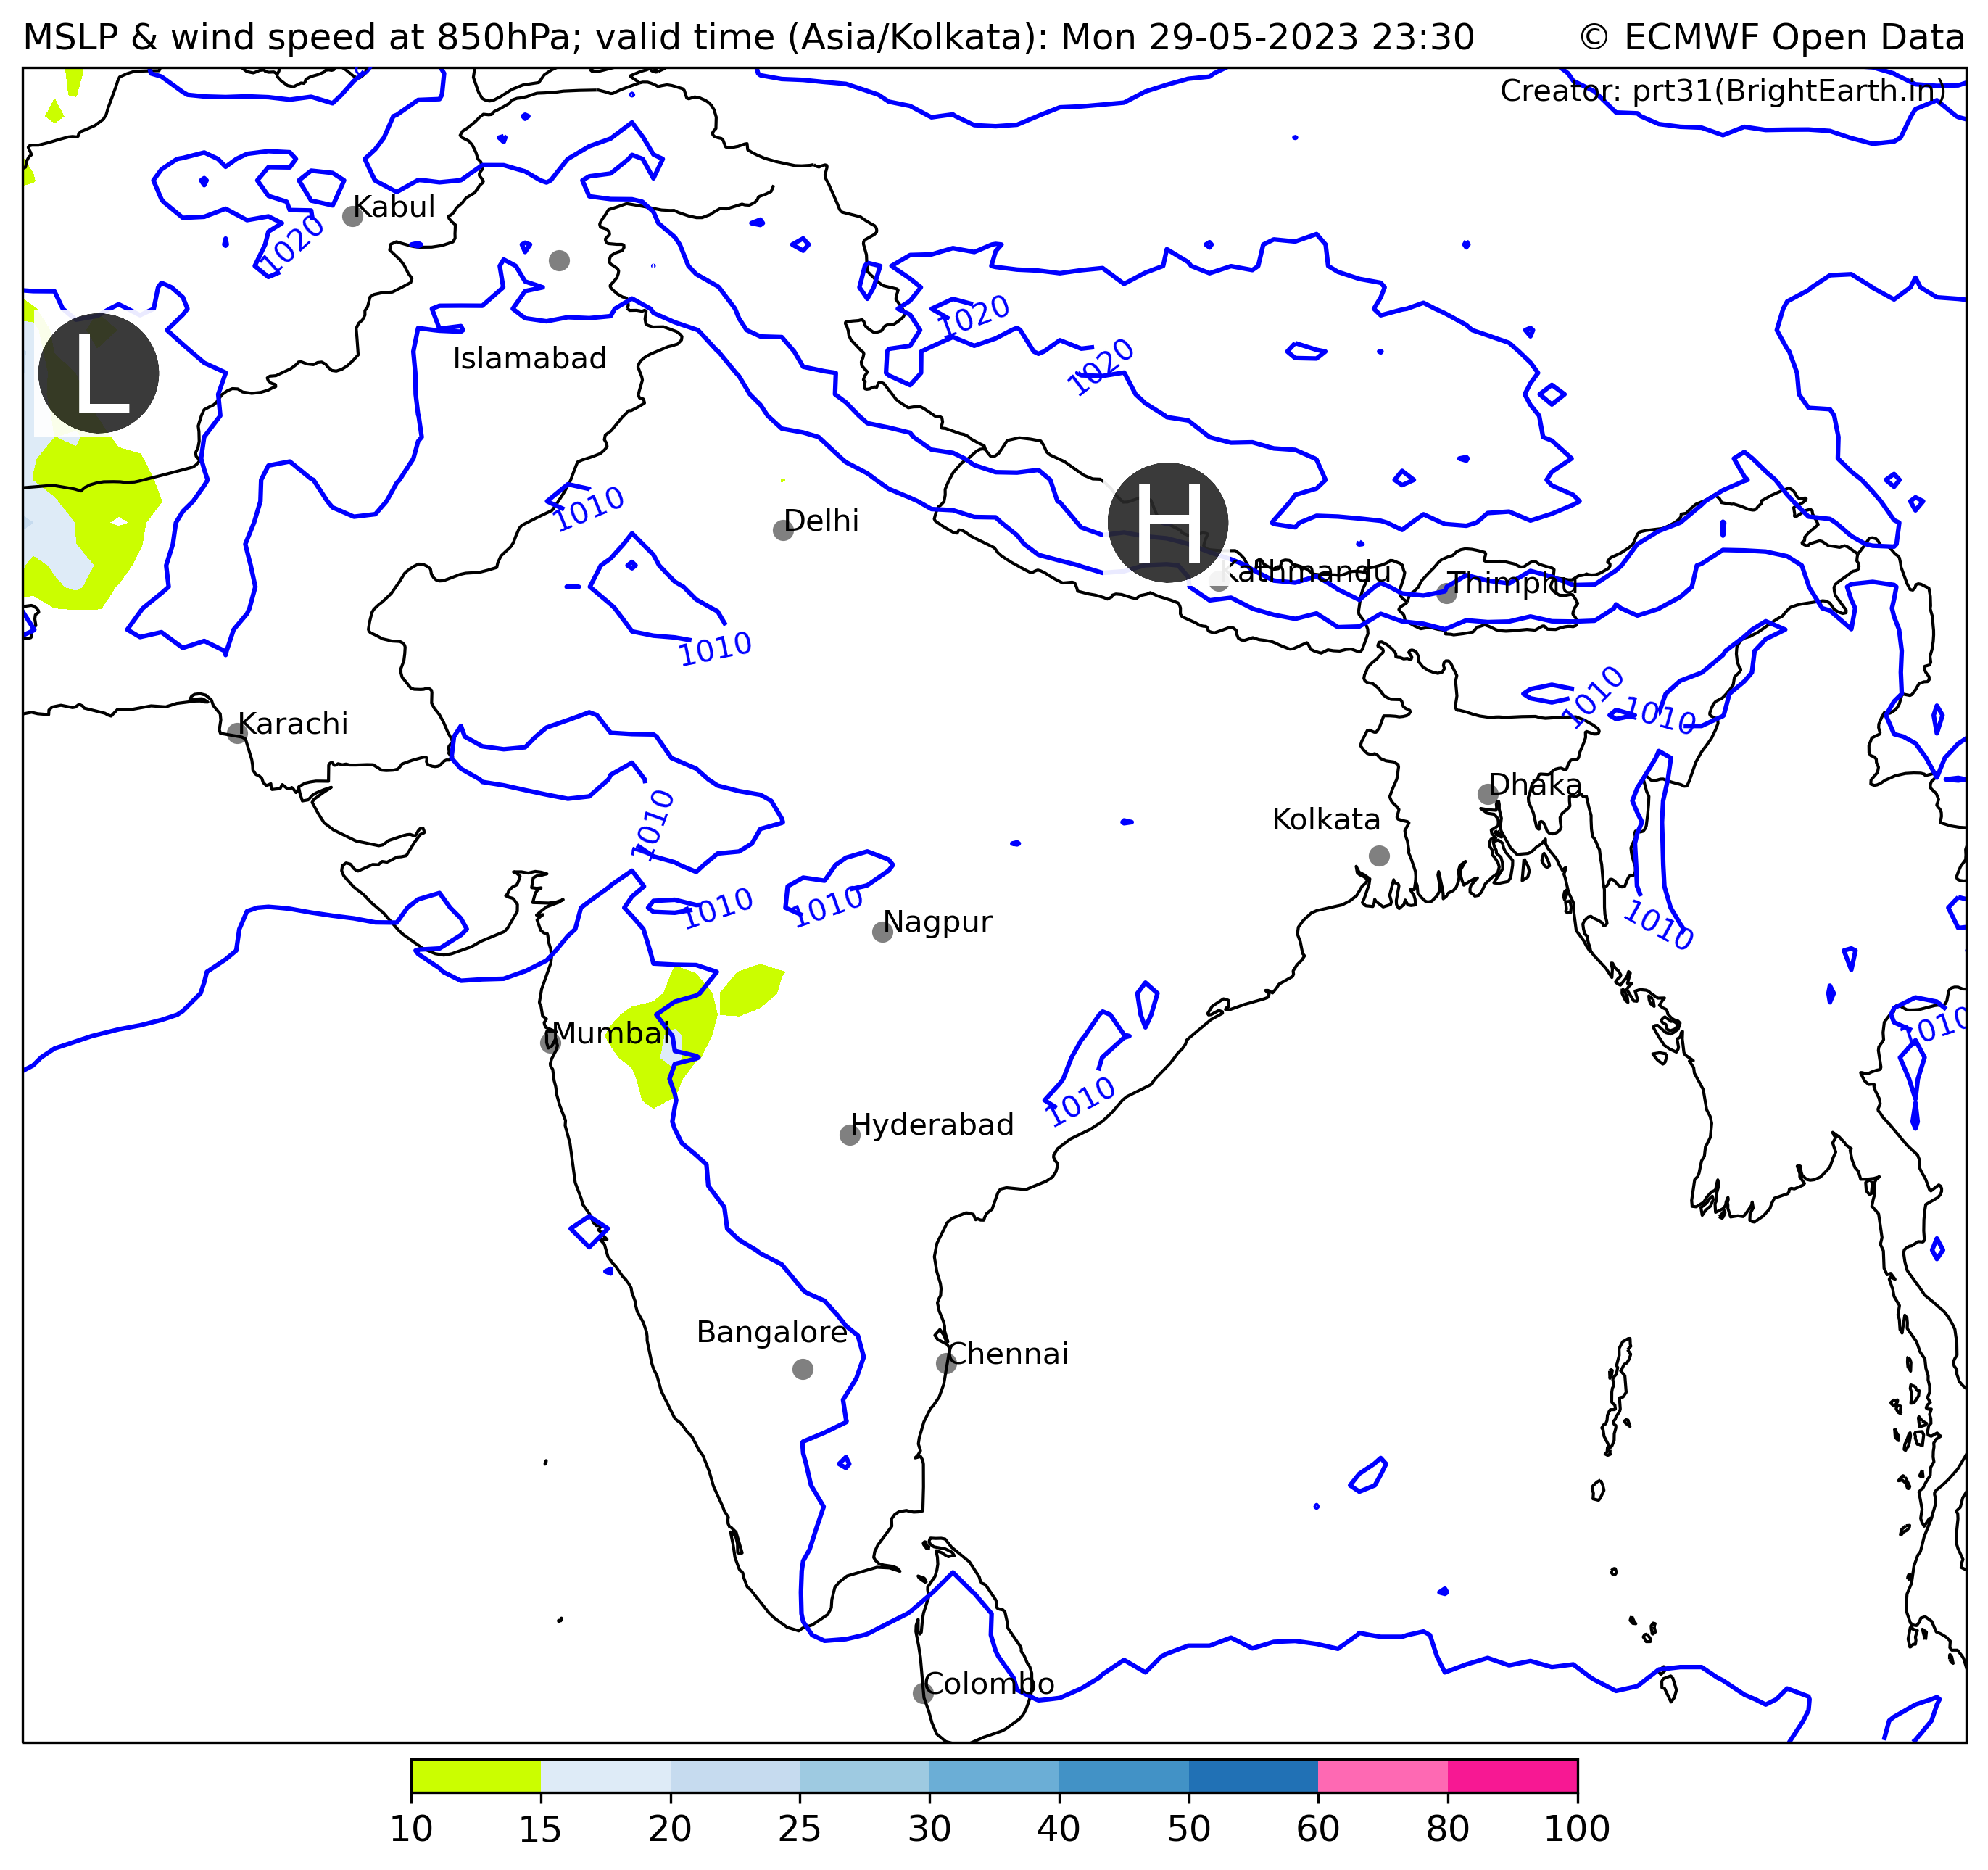 MSLP & wind speed at 850hPa; valid time (Asia/Kolkata): Mon 29-05-2023 23:30
© ECMWF Open Data
Creator: prt31(BrightEarth.in)
Kabul
1020
1020
L
1020
Islamabad
1010
Delhi
H
Kathmandu
Thimphu
1010
1010
1010
Karachi
Dhaka
1010
Kolkata
1010
1010
Nagpur
1010
1010
Mumbai
1010
Hyderabad
Bangalore
Chennai
Colombo
10 15 20 25 30 40 50 60 80 100